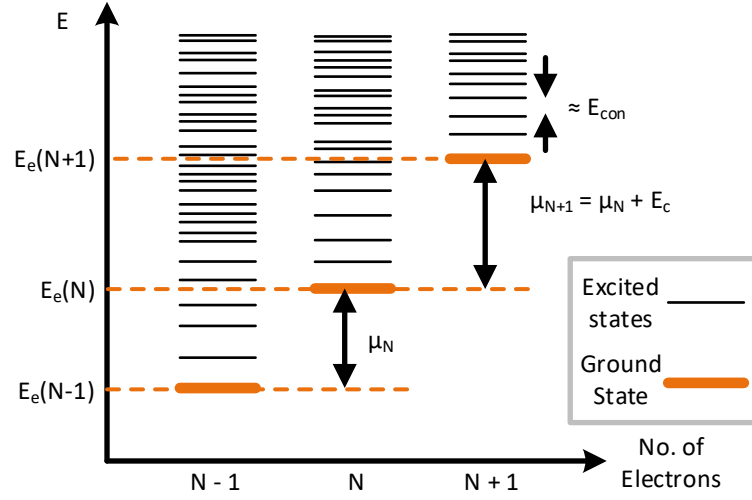 E
≈ E_con
E_e(N+1)
μ_N+1 = μ_N + E_c
E_e(N)
Excited
states
μ_N
Ground
State
E_e(N-1)
No. of
Electrons
N - 1
N
N + 1